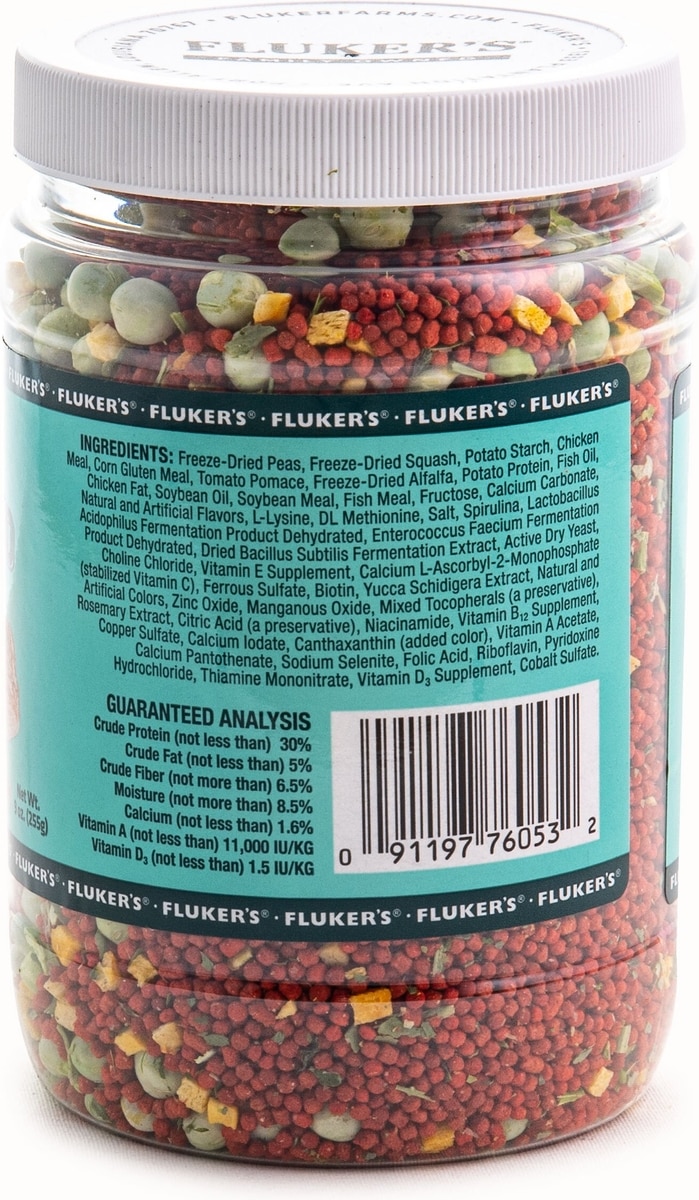 FLUKERFARMS.COM
FLUKER'S
FLUKER'S® · FLUKER'S® · FLUKER'S® · FLUKER'S® · FLUKER'S®
INGREDIENTS: Freeze-Dried Peas, Freeze-Dried Squash, Potato Starch, Chicken
Meal, Corn Gluten Meal, Tomato Pomace, Freeze-Dried Alfalfa, Potato Protein, Fish Oil,
Chicken Fat, Soybean Oil, Soybean Meal, Fish Meal, Fructose, Calcium Carbonate,
Natural and Artificial Flavors, L-Lysine, DL Methionine, Salt, Spirulina, Lactobacillus
Acidophilus Fermentation Product Dehydrated, Enterococcus Faecium Fermentation
Product Dehydrated, Dried Bacillus Subtilis Fermentation Extract, Active Dry Yeast,
Choline Chloride, Vitamin E Supplement, Calcium L-Ascorbyl-2-Monophosphate
(stabilized Vitamin C), Ferrous Sulfate, Biotin, Yucca Schidigera Extract, Natural and
Artificial Colors, Zinc Oxide, Manganous Oxide, Mixed Tocopherals (a preservative),
Rosemary Extract, Citric Acid (a preservative), Niacinamide, Vitamin B12 Supplement,
Copper Sulfate, Calcium Iodate, Canthaxanthin (added color), Vitamin A Acetate,
Calcium Pantothenate, Sodium Selenite, Folic Acid, Riboflavin, Pyridoxine
Hydrochloride, Thiamine Mononitrate, Vitamin D3 Supplement, Cobalt Sulfate.
GUARANTEED ANALYSIS
Crude Protein (not less than) 30%
Crude Fat (not less than) 5%
Crude Fiber (not more than) 6.5%
Moisture (not more than) 8.5%
Calcium (not less than) 1.6%
Vitamin A (not less than) 11,000 IU/KG
Vitamin D3 (not less than) 1.5 IU/KG
0 91197 76053 2
Net Wt.
oz. (255g)
FLUKER'S® · FLUKER'S® · FLUKER'S® · FLUKER'S®